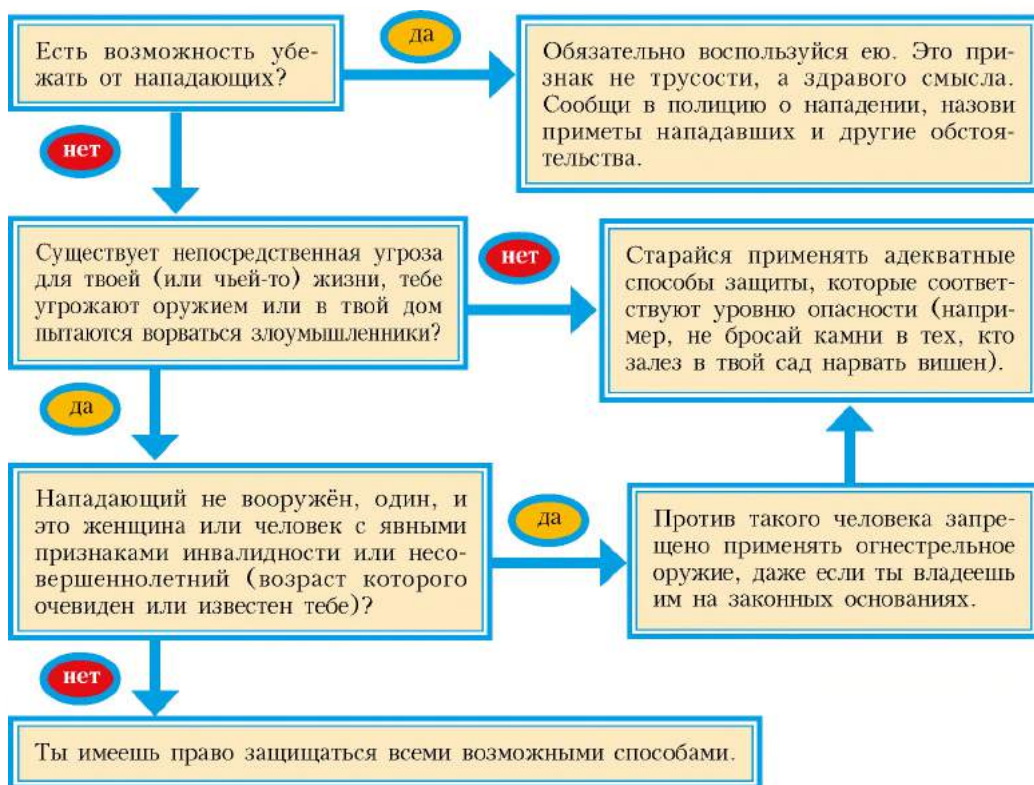 Есть возможность убе-
жать от нападающих?
да
Обязательно воспользуйся ею. Это при-
знак не трусости, а здравого смысла.
Сообщи в полицию о нападении, назови
приметы нападавших и другие обстоя-
тельства.
нет
Существует непосредственная угроза
для твоей (или чьей-то) жизни, тебе
угрожают оружием или в твой дом
пытаются ворваться злоумышленники?
нет
Старайся применять адекватные
способы защиты, которые соответ-
ствуют уровню опасности (напри-
мер, не бросай камни в тех, кто
залез в твой сад нарвать вишен).
да
Нападающий не вооружён, один, и
это женщина или человек с явными
признаками инвалидности или несо-
вершеннолетний (возраст которого
очевиден или известен тебе)?
да
Против такого человека запре-
щено применять огнестрельное
оружие, даже если ты владеешь
им на законных основаниях.
нет
Ты имеешь право защищаться всеми возможными способами.